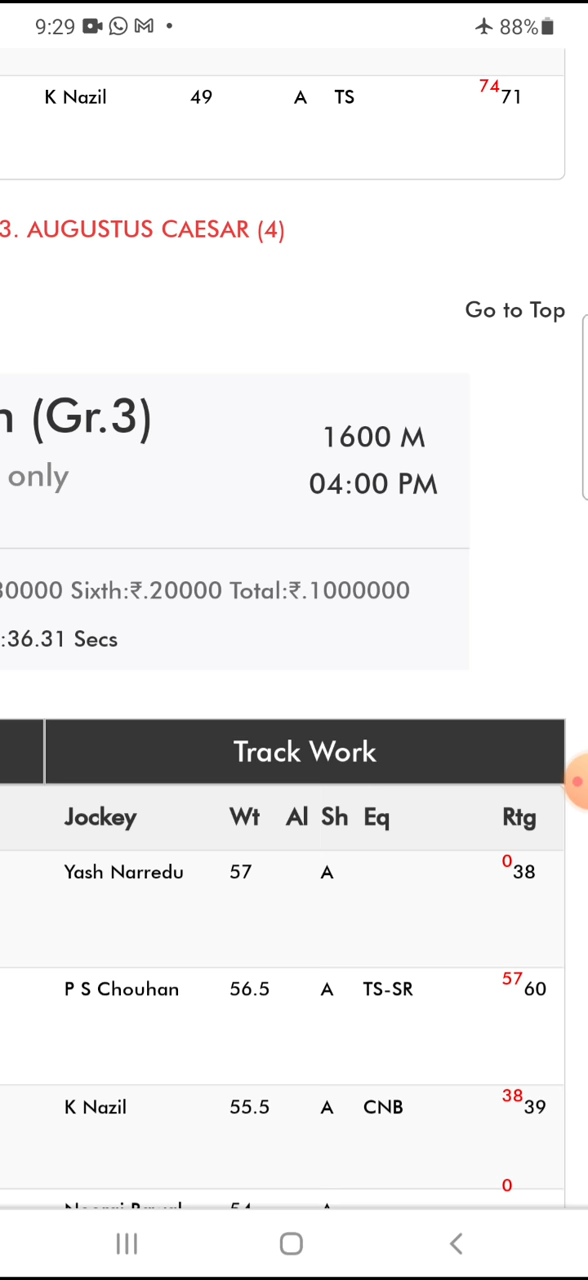 9:29 88%
K Nazil 49 A TS 74 71
3. AUGUSTUS CAESAR (4)
Go to Top
(Gr.3)
1600 M
only
04:00 PM
30000 Sixth:₹.20000 Total:₹.1000000
:36.31 Secs
Track Work
Jockey Wt Al Sh Eq Rtg
Yash Narredu 57 A 0 38
P S Chouhan 56.5 A TS-SR 57 60
K Nazil 55.5 A CNB 38 39
0